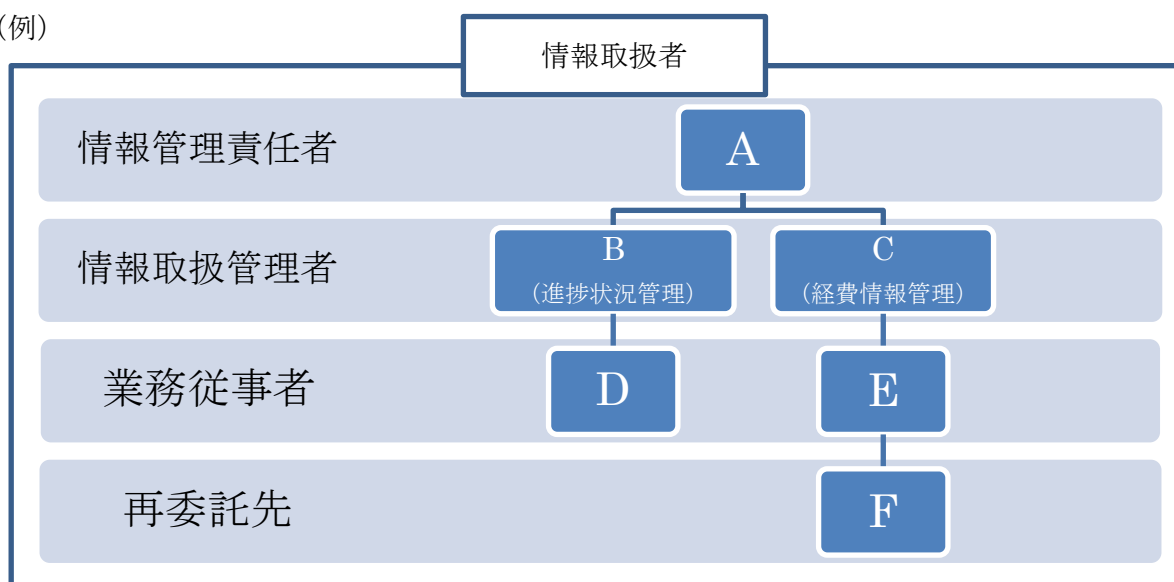 (例)
情報取扱者
情報管理責任者
A
情報取扱管理者
B
(進捗状況管理)
C
(経費情報管理)
業務従事者
D
E
再委託先
F